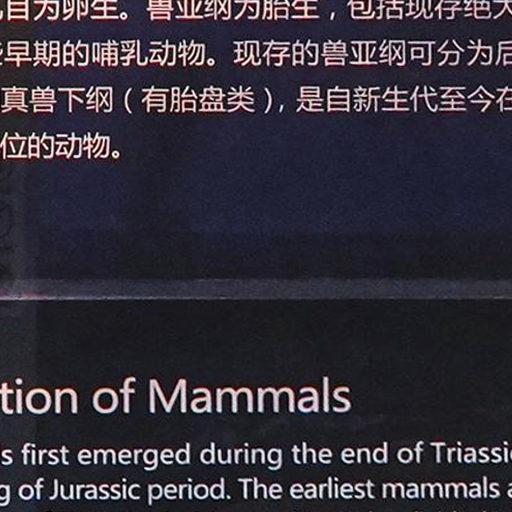 目为卵生。兽亚纲为胎生，包括现存绝大
早期的哺乳动物。现存的兽亚纲可分为后
真兽下纲（有胎盘类），是自新生代至今在
位的动物。
tion of Mammals
s first emerged during the end of Triassi
g of Jurassic period. The earliest mammals a